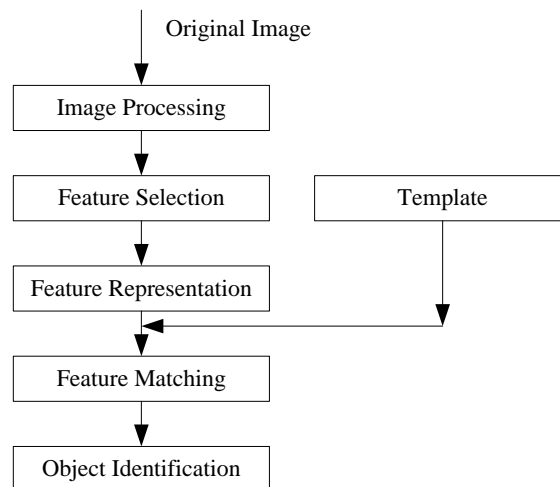 Original Image
Image Processing
Feature Selection
Template
Feature Representation
Feature Matching
Object Identification